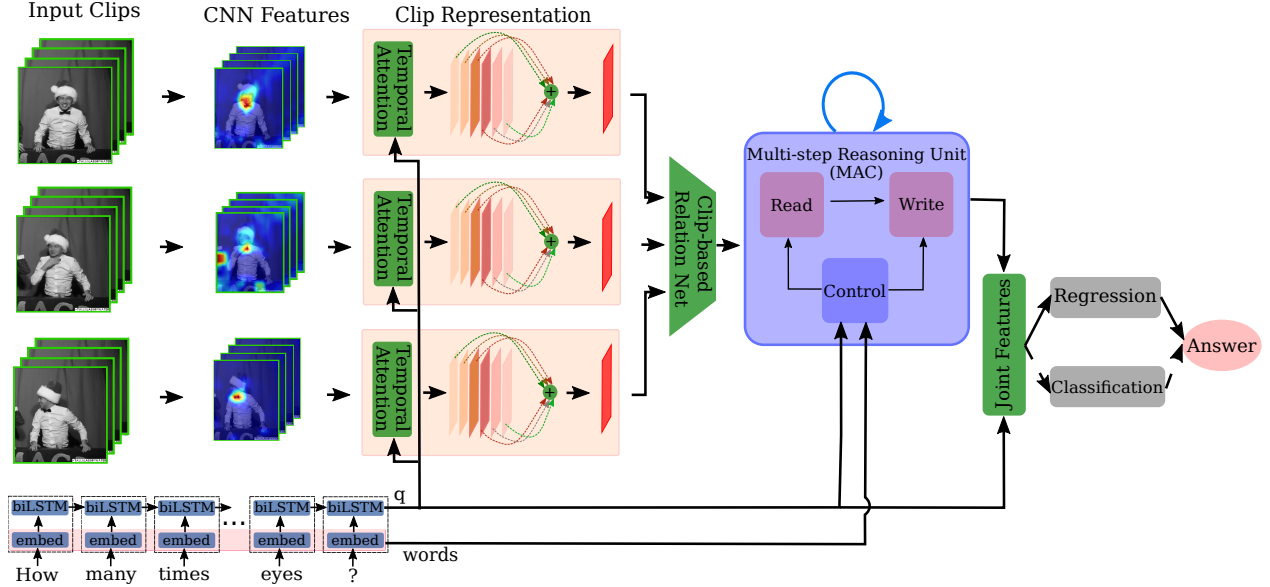 Input Clips
CNN Features
Clip Representation
Temporal
Attention
+
Temporal
Attention
+
Temporal
Attention
+
Clip-based
Relation Net
Multi-step Reasoning Unit
(MAC)
Read
Write
Control
Joint Features
Regression
Classification
Answer
q
biLSTM
biLSTM
biLSTM
...
biLSTM
biLSTM
embed
embed
embed
embed
embed
words
How
many
times
eyes
?